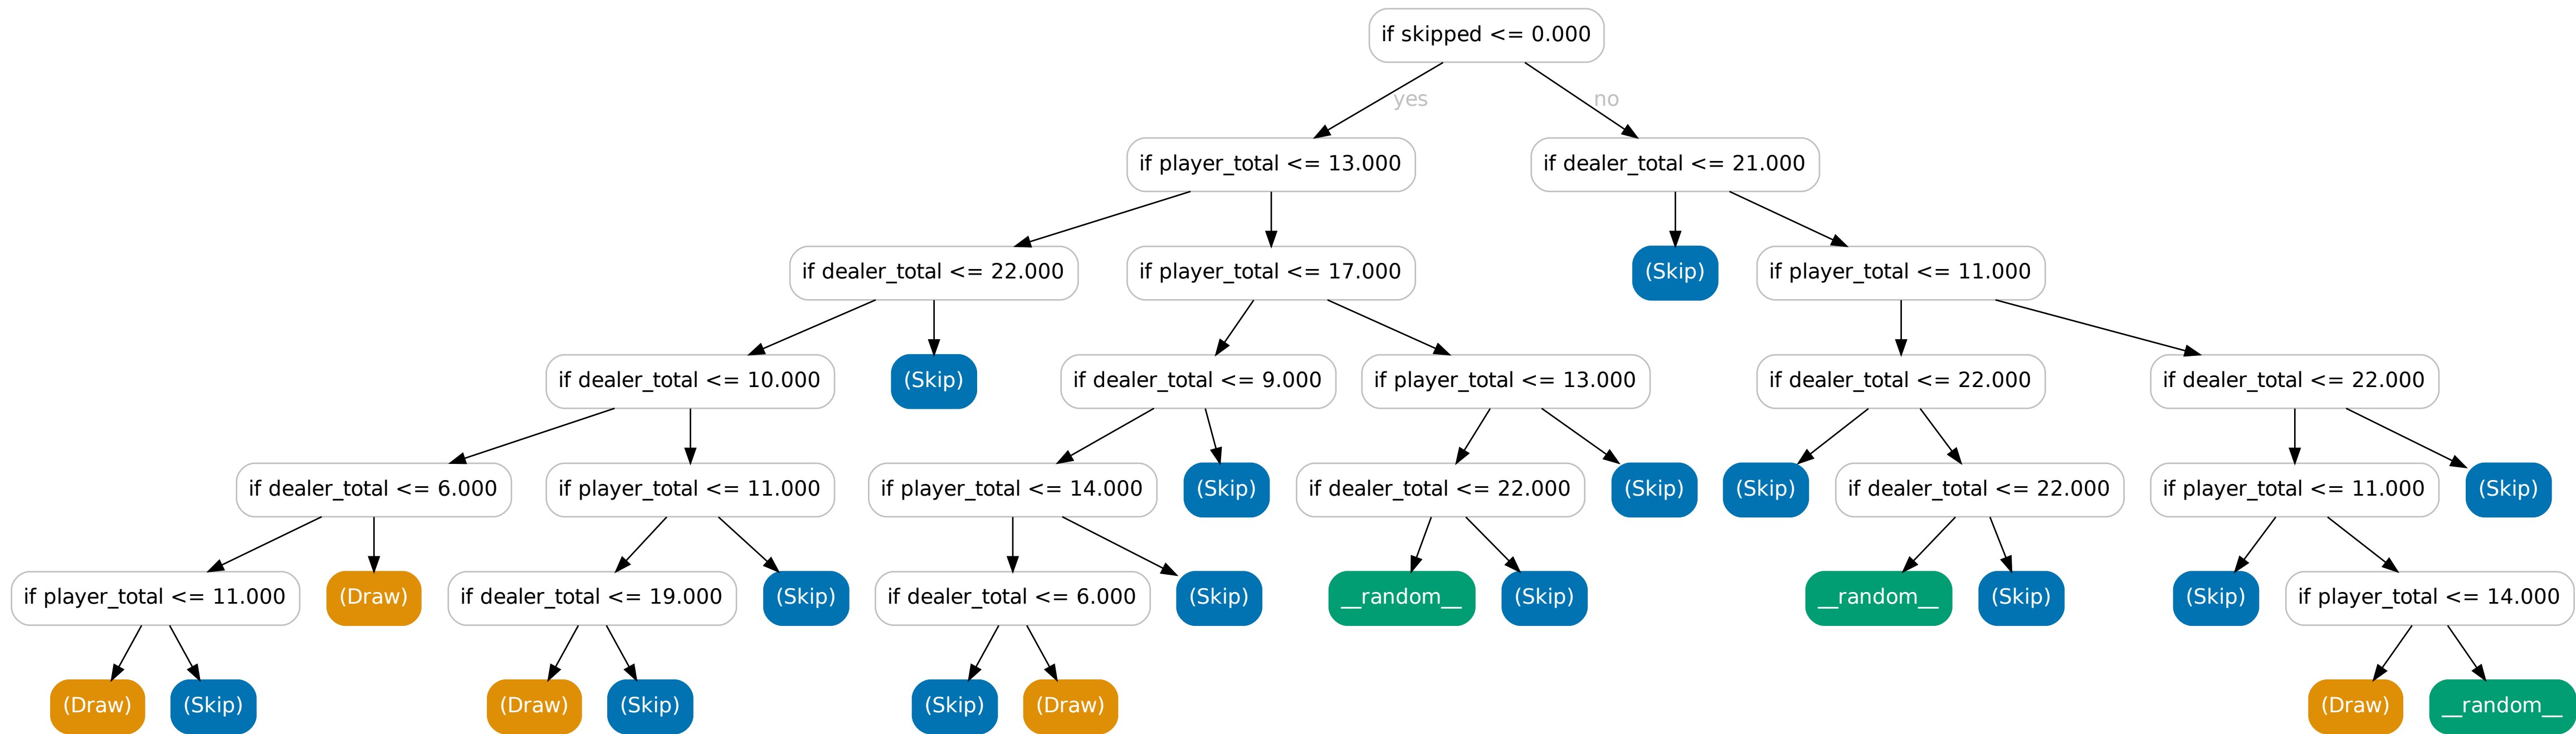 if skipped <= 0.000
yes
no
if player_total <= 13.000
if dealer_total <= 21.000
if dealer_total <= 22.000
if player_total <= 17.000
(Skip)
if player_total <= 11.000
if dealer_total <= 10.000
(Skip)
if dealer_total <= 9.000
if player_total <= 13.000
if dealer_total <= 22.000
if dealer_total <= 22.000
if dealer_total <= 6.000
if player_total <= 11.000
if player_total <= 14.000
(Skip)
if dealer_total <= 22.000
(Skip)
(Skip)
if dealer_total <= 22.000
if player_total <= 11.000
(Skip)
if player_total <= 11.000
(Draw)
if dealer_total <= 19.000
(Skip)
if dealer_total <= 6.000
(Skip)
__random__
(Skip)
__random__
(Skip)
(Skip)
if player_total <= 14.000
(Draw)
(Skip)
(Draw)
(Skip)
(Skip)
(Draw)
(Draw)
__random__